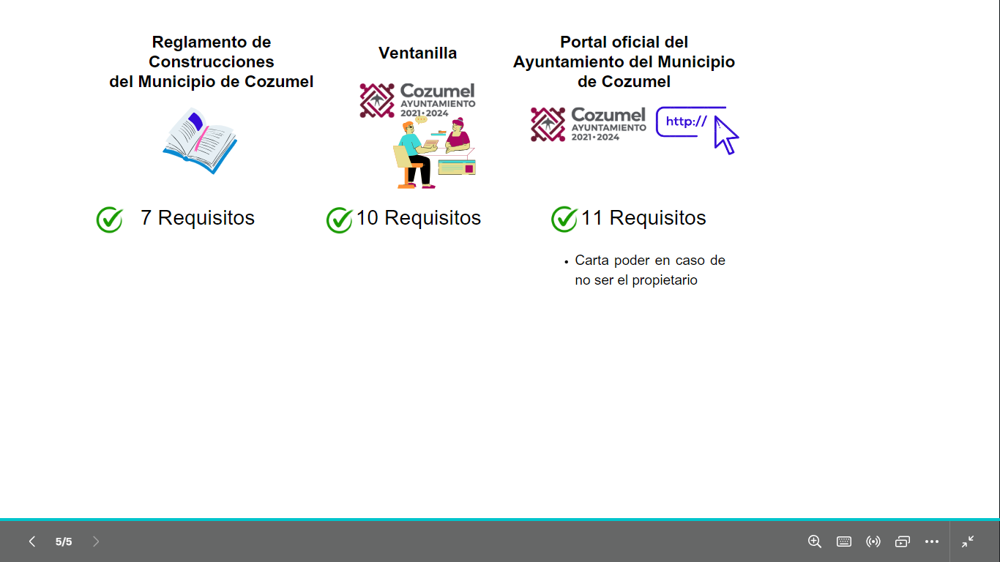 Reglamento de
Construcciones
del Municipio de Cozumel
Ventanilla
Cozumel
AYUNTAMIENTO
2021•2024
Portal oficial del
Ayuntamiento del Municipio
de Cozumel
Cozumel
AYUNTAMIENTO
2021•2024
http://
7 Requisitos
10 Requisitos
11 Requisitos
• Carta poder en caso de
no ser el propietario
5/5